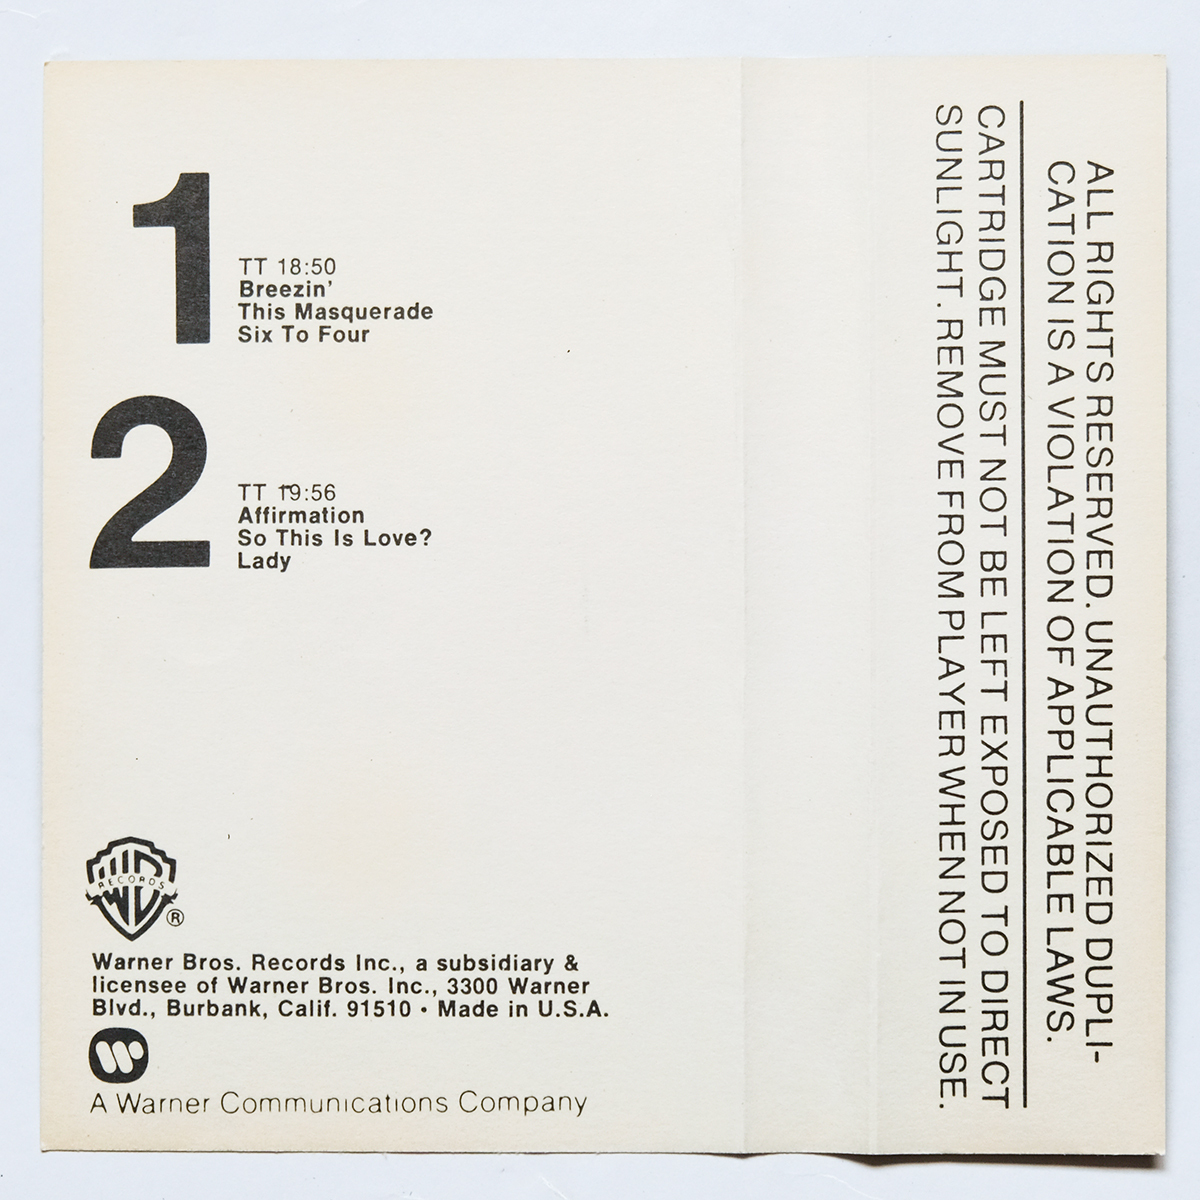 1
TT 18:50
Breezin'
This Masquerade
Six To Four
2
TT 19:56
Affirmation
So This Is Love?
Lady
RECORDS
®
Warner Bros. Records Inc., a subsidiary &
licensee of Warner Bros. Inc., 3300 Warner
Blvd., Burbank, Calif. 91510 • Made in U.S.A.
A Warner Communications Company
ALL RIGHTS RESERVED. UNAUTHORIZED DUPLI-
CATION IS A VIOLATION OF APPLICABLE LAWS.
CARTRIDGE MUST NOT BE LEFT EXPOSED TO DIRECT
SUNLIGHT. REMOVE FROM PLAYER WHEN NOT IN USE.